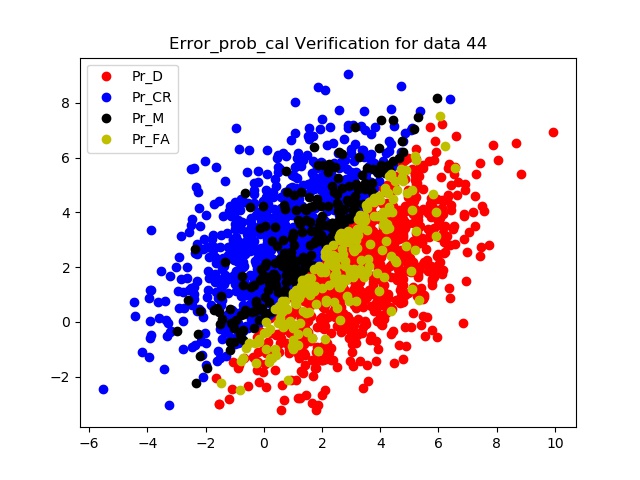 Error_prob_cal Verification for data 44
Pr_D
Pr_CR
Pr_M
Pr_FA
8
6
4
2
0
−2
−6 −4 −2 0 2 4 6 8 10